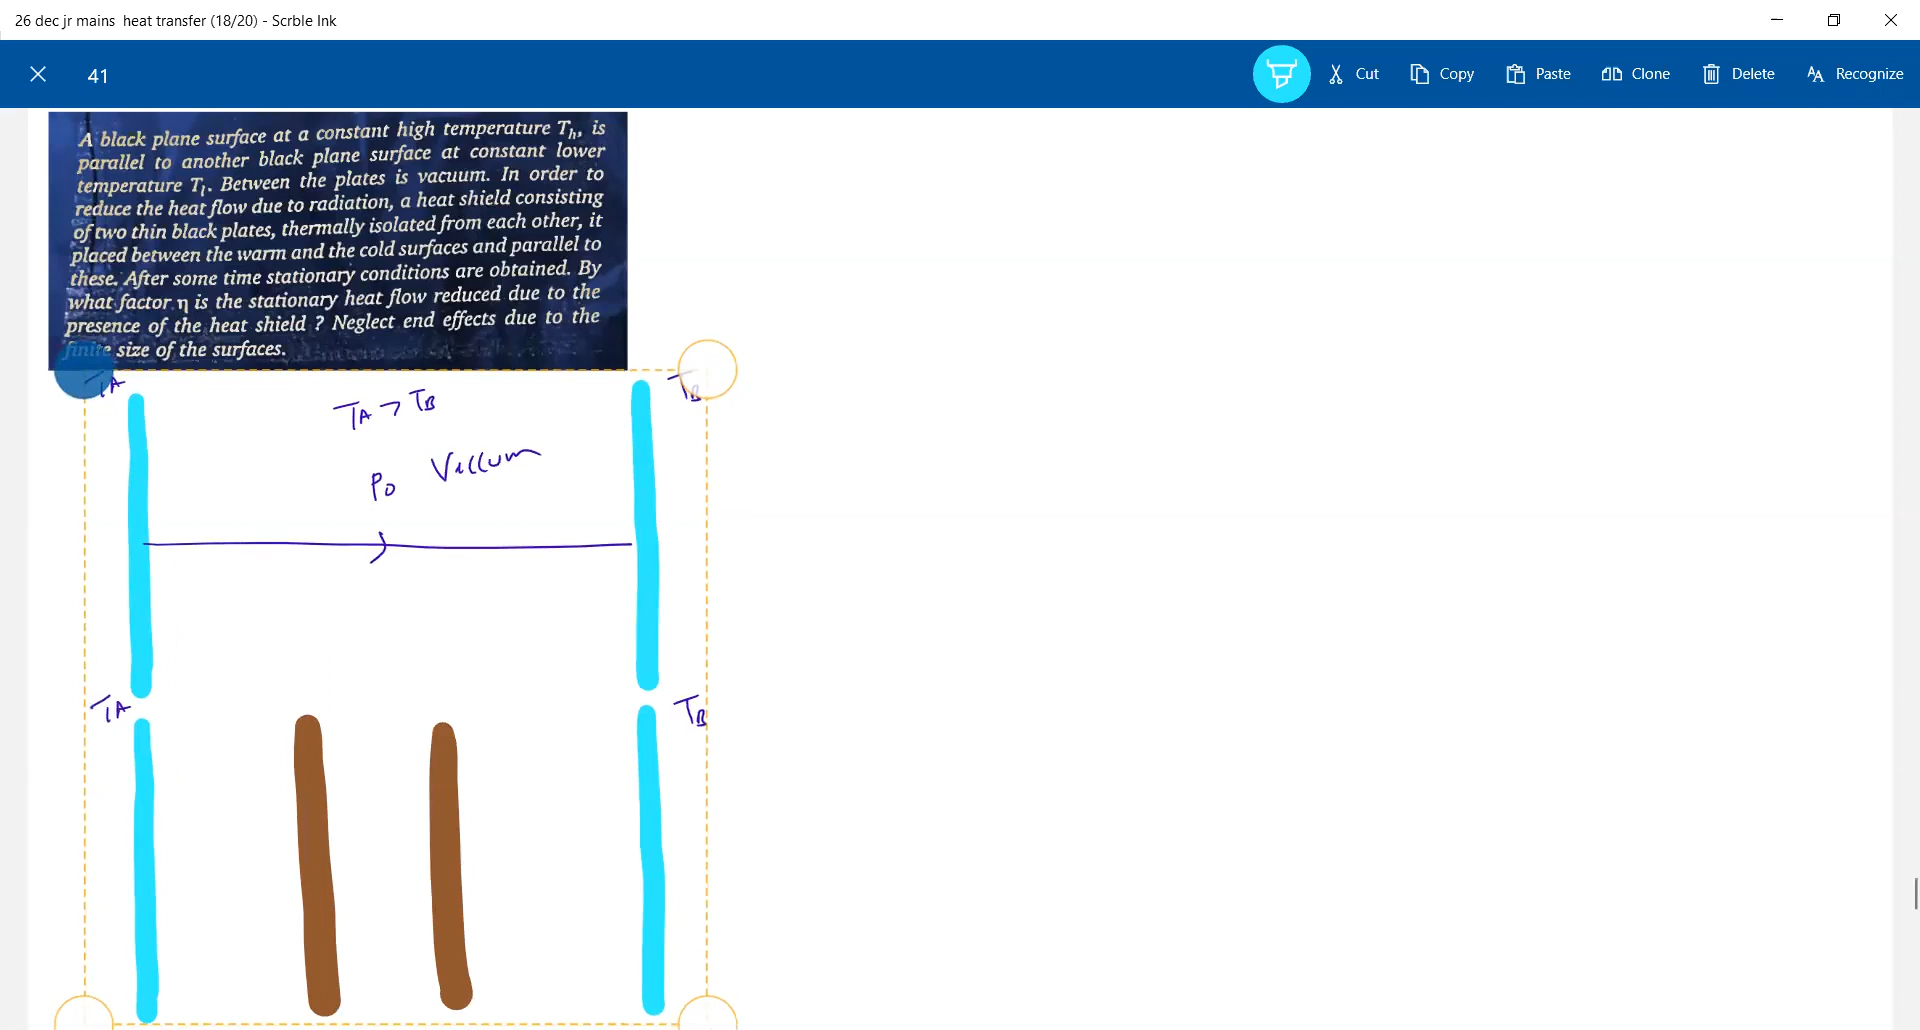 26 dec jr mains heat transfer (18/20) - Scrble Ink
41
Cut
Copy
Paste
Clone
Delete
Recognize
A black plane surface at a constant high temperature Tₕ, is
parallel to another black plane surface at constant lower
temperature Tₗ. Between the plates is vacuum. In order to
reduce the heat flow due to radiation, a heat shield consisting
of two thin black plates, thermally isolated from each other, it
placed between the warm and the cold surfaces and parallel to
these. After some time stationary conditions are obtained. By
what factor η is the stationary heat flow reduced due to the
presence of the heat shield ? Neglect end effects due to the
finite size of the surfaces.
TA
TB
TA > TB
P₀ Vaccum
TA
TB